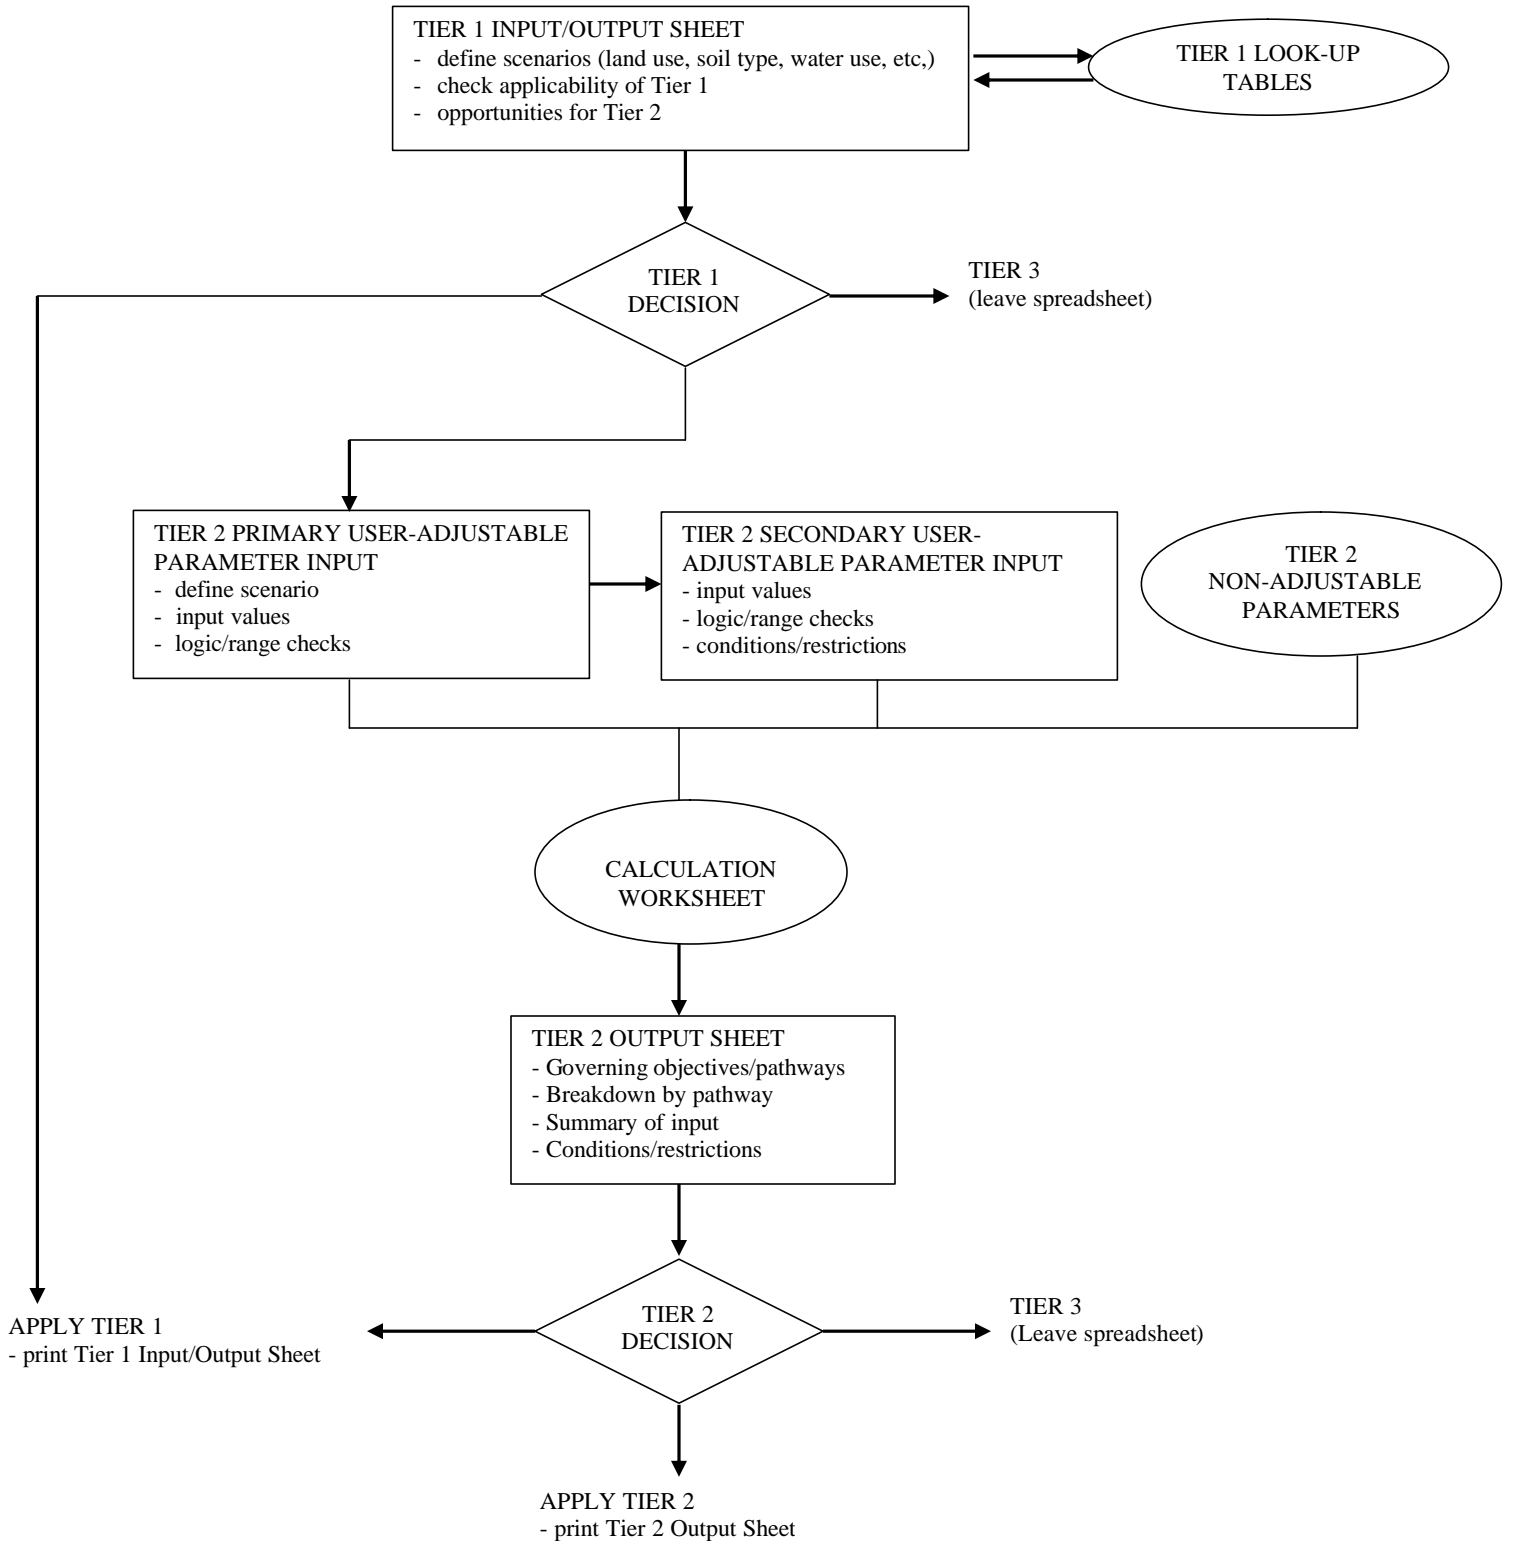 TIER 1 INPUT/OUTPUT SHEET
- define scenarios (land use, soil type, water use, etc,)
- check applicability of Tier 1
- opportunities for Tier 2
TIER 1 LOOK-UP
TABLES
TIER 1
DECISION
TIER 3
(leave spreadsheet)
TIER 2 PRIMARY USER-ADJUSTABLE
PARAMETER INPUT
- define scenario
- input values
- logic/range checks
TIER 2 SECONDARY USER-
ADJUSTABLE PARAMETER INPUT
- input values
- logic/range checks
- conditions/restrictions
TIER 2
NON-ADJUSTABLE
PARAMETERS
CALCULATION
WORKSHEET
TIER 2 OUTPUT SHEET
- Governing objectives/pathways
- Breakdown by pathway
- Summary of input
- Conditions/restrictions
APPLY TIER 1
- print Tier 1 Input/Output Sheet
TIER 2
DECISION
TIER 3
(Leave spreadsheet)
APPLY TIER 2
- print Tier 2 Output Sheet